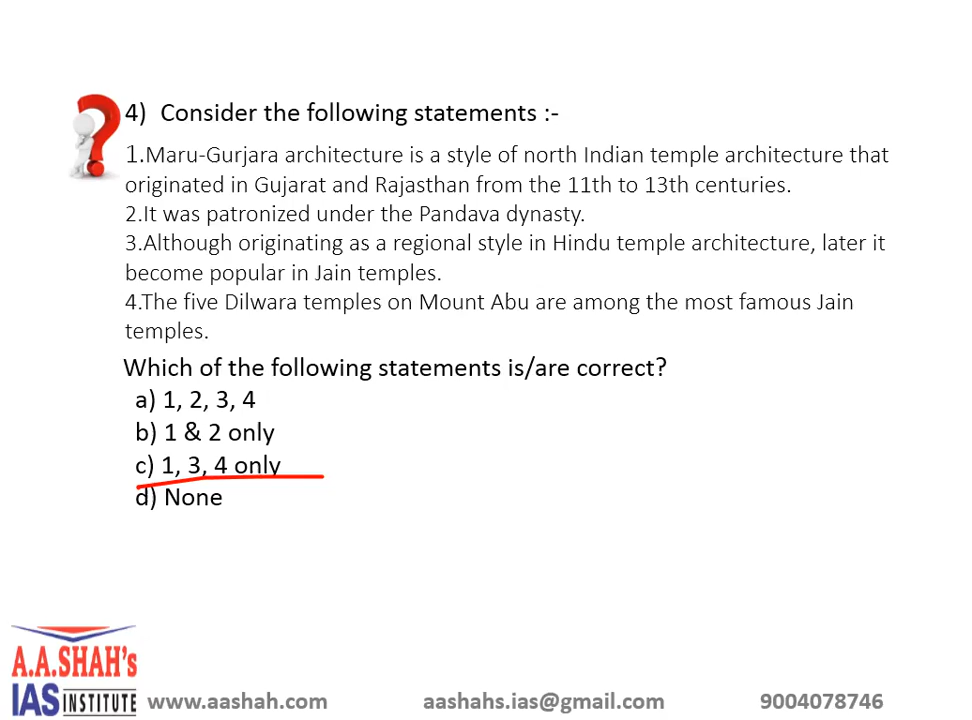 4) Consider the following statements :-
1.Maru-Gurjara architecture is a style of north Indian temple architecture that
originated in Gujarat and Rajasthan from the 11th to 13th centuries.
2.It was patronized under the Pandava dynasty.
3.Although originating as a regional style in Hindu temple architecture, later it
become popular in Jain temples.
4.The five Dilwara temples on Mount Abu are among the most famous Jain
temples.
Which of the following statements is/are correct?
a) 1, 2, 3, 4
b) 1 & 2 only
c) 1, 3, 4 only
d) None
A.A.SHAH's
IAS INSTITUTE
www.aashah.com aashahs.ias@gmail.com 9004078746